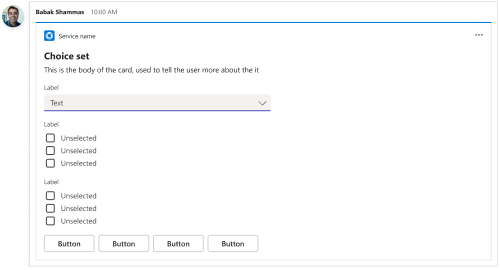 Babak Shammas 10:00 AM
Service name
Choice set
This is the body of the card, used to tell the user more about the it
Label
Text
Label
Unselected
Unselected
Unselected
Label
Unselected
Unselected
Unselected
Button Button Button Button